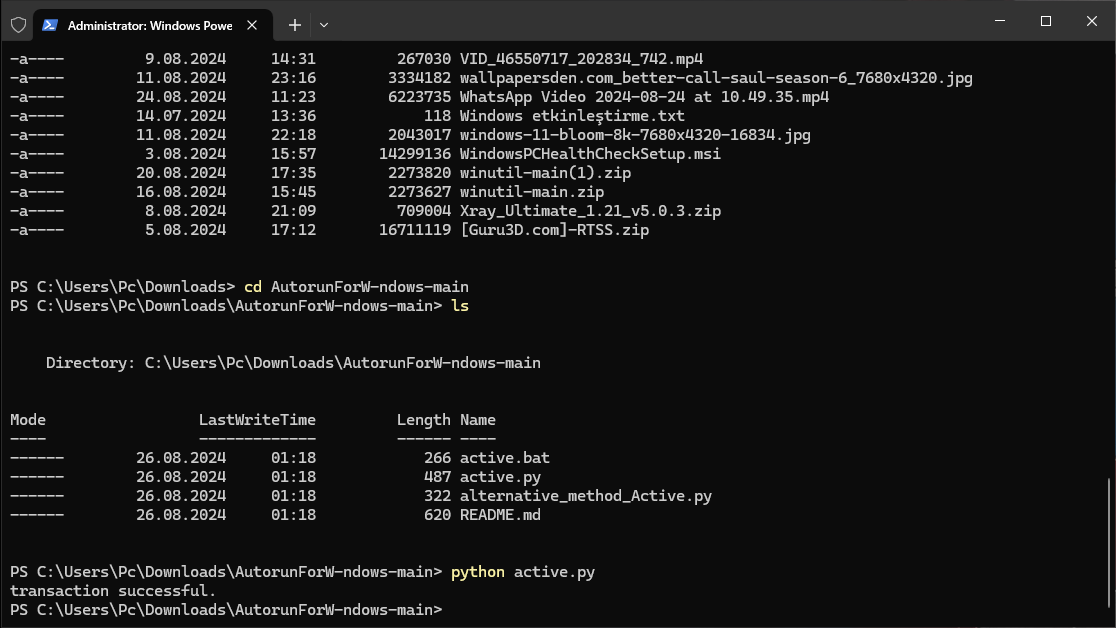 Administrator: Windows Powe
-a---- 9.08.2024 14:31 267030 VID_46550717_202834_742.mp4
-a---- 11.08.2024 23:16 3334182 wallpapersden.com_better-call-saul-season-6_7680x4320.jpg
-a---- 24.08.2024 11:23 6223735 WhatsApp Video 2024-08-24 at 10.49.35.mp4
-a---- 14.07.2024 13:36 118 Windows etkinleştirme.txt
-a---- 11.08.2024 22:18 2043017 windows-11-bloom-8k-7680x4320-16834.jpg
-a---- 3.08.2024 15:57 14299136 WindowsPCHealthCheckSetup.msi
-a---- 20.08.2024 17:35 2273820 winutil-main(1).zip
-a---- 16.08.2024 15:45 2273627 winutil-main.zip
-a---- 8.08.2024 21:09 709004 Xray_Ultimate_1.21_v5.0.3.zip
-a---- 5.08.2024 17:12 16711119 [Guru3D.com]-RTSS.zip
PS C:\Users\Pc\Downloads> cd AutorunForW-ndows-main
PS C:\Users\Pc\Downloads\AutorunForW-ndows-main> ls
Directory: C:\Users\Pc\Downloads\AutorunForW-ndows-main
Mode LastWriteTime Length Name
---- ------------- ------ ----
------ 26.08.2024 01:18 266 active.bat
------ 26.08.2024 01:18 487 active.py
------ 26.08.2024 01:18 322 alternative_method_Active.py
------ 26.08.2024 01:18 620 README.md
PS C:\Users\Pc\Downloads\AutorunForW-ndows-main> python active.py
transaction successful.
PS C:\Users\Pc\Downloads\AutorunForW-ndows-main>